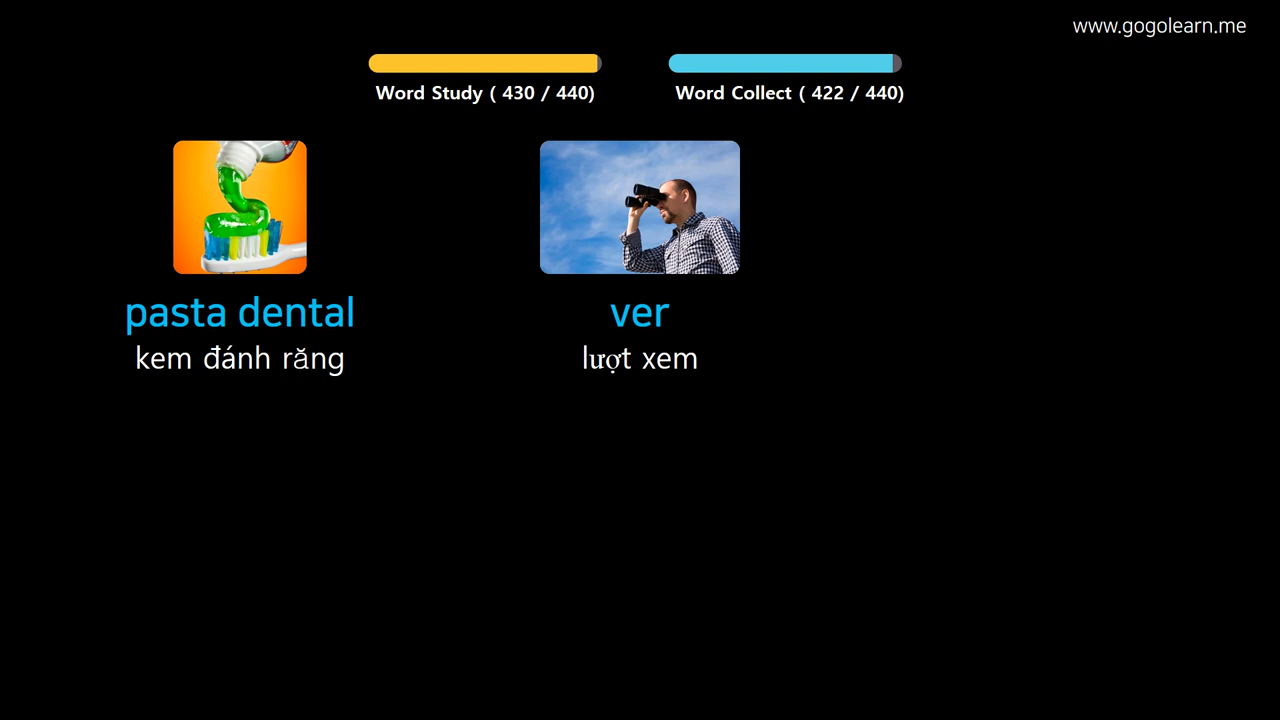 www.gogolearn.me
Word Study ( 430 / 440)
Word Collect ( 422 / 440)
pasta dental
kem đánh răng
ver
lượt xem